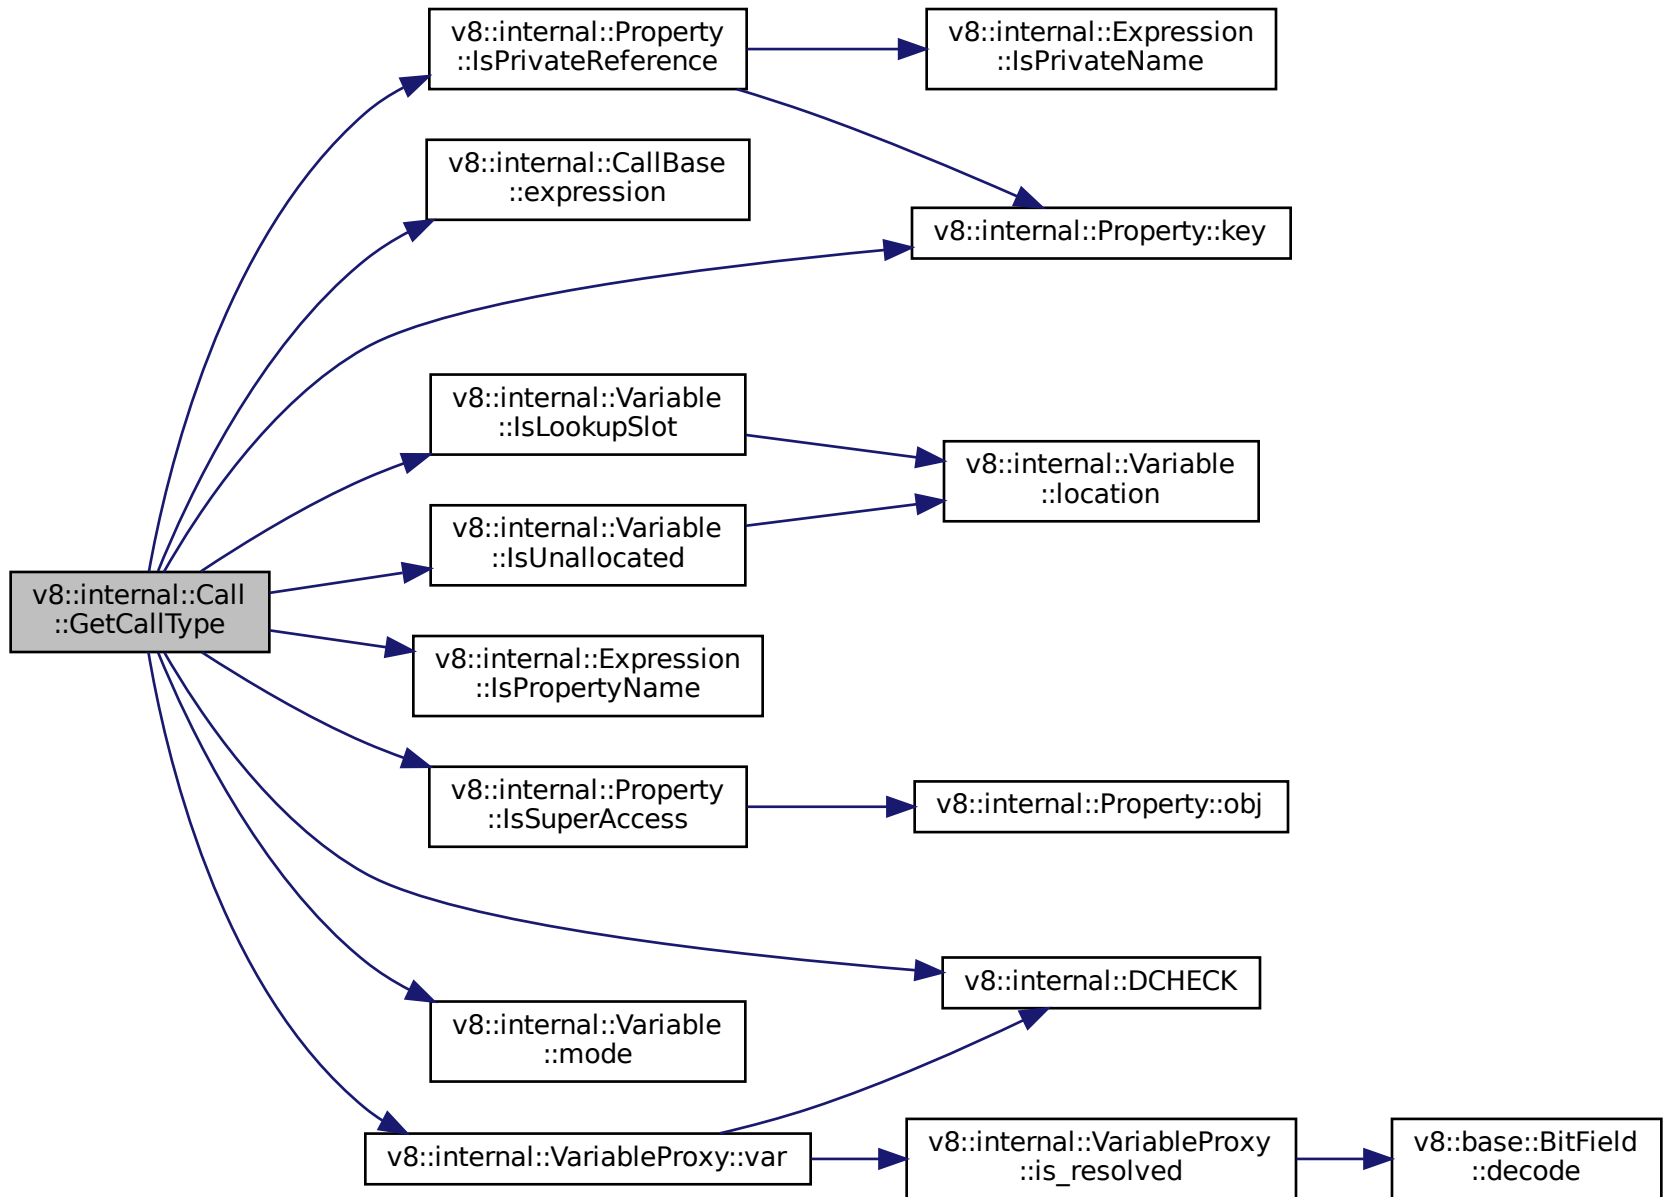 v8::internal::Property
::IsPrivateReference
v8::internal::Expression
::IsPrivateName
v8::internal::CallBase
::expression
v8::internal::Property::key
v8::internal::Variable
::IsLookupSlot
v8::internal::Variable
::location
v8::internal::Variable
::IsUnallocated
v8::internal::Call
::GetCallType
v8::internal::Expression
::IsPropertyName
v8::internal::Property
::IsSuperAccess
v8::internal::Property::obj
v8::internal::DCHECK
v8::internal::Variable
::mode
v8::internal::VariableProxy::var
v8::internal::VariableProxy
::is_resolved
v8::base::BitField
::decode